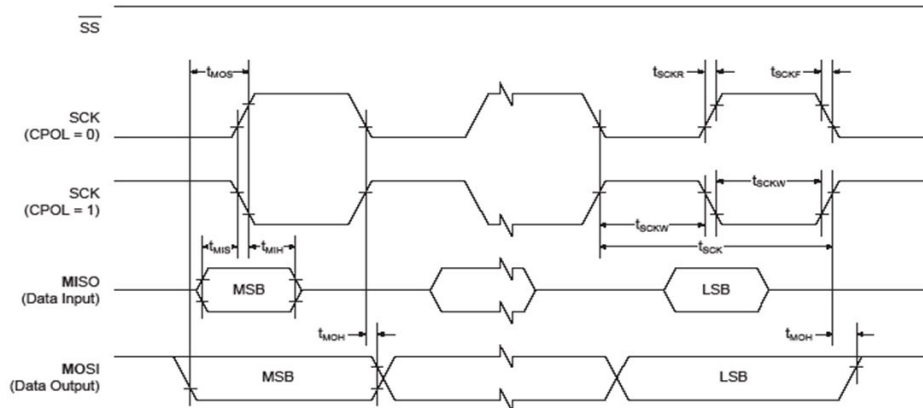 SS
tMOS
tSCKR
tSCKF
SCK
(CPOL = 0)
SCK
(CPOL = 1)
tSCKW
tSCKW
tMIS
tMIH
tSCK
MISO
(Data Input)
MSB
LSB
tMOH
tMOH
MOSI
(Data Output)
MSB
LSB